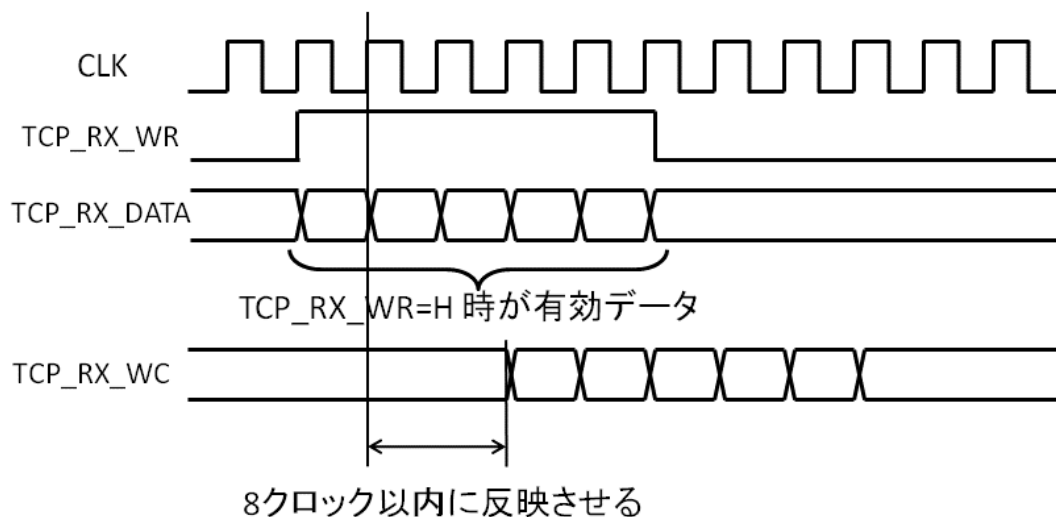 CLK
TCP_RX_WR
TCP_RX_DATA
TCP_RX_WR=H 時が有効データ
TCP_RX_WC
8クロック以内に反映させる